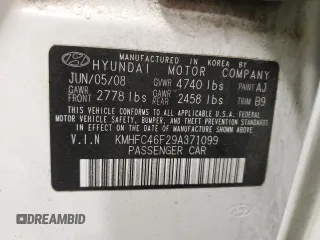 MANUFACTURED IN KOREA BY
HYUNDAI MOTOR COMPANY
JUN/05/08 GVWR 4740 lbs PAINT AJ
GAWR FRONT 2778 lbs GAWR REAR 2458 lbs TRIM B9
THIS VEHICLE CONFORMS TO ALL APPLICABLE
FEDERAL MOTOR VEHICLE SAFETY BUMPER, AND
THEFT PREVENTION STANDARDS IN EFFECT ON
THE DATE OF MANUFACTURE SHOWN ABOVE.
V.I.N KMHFC46F29A371099
PASSENGER CAR
© DEALERSCLOUD